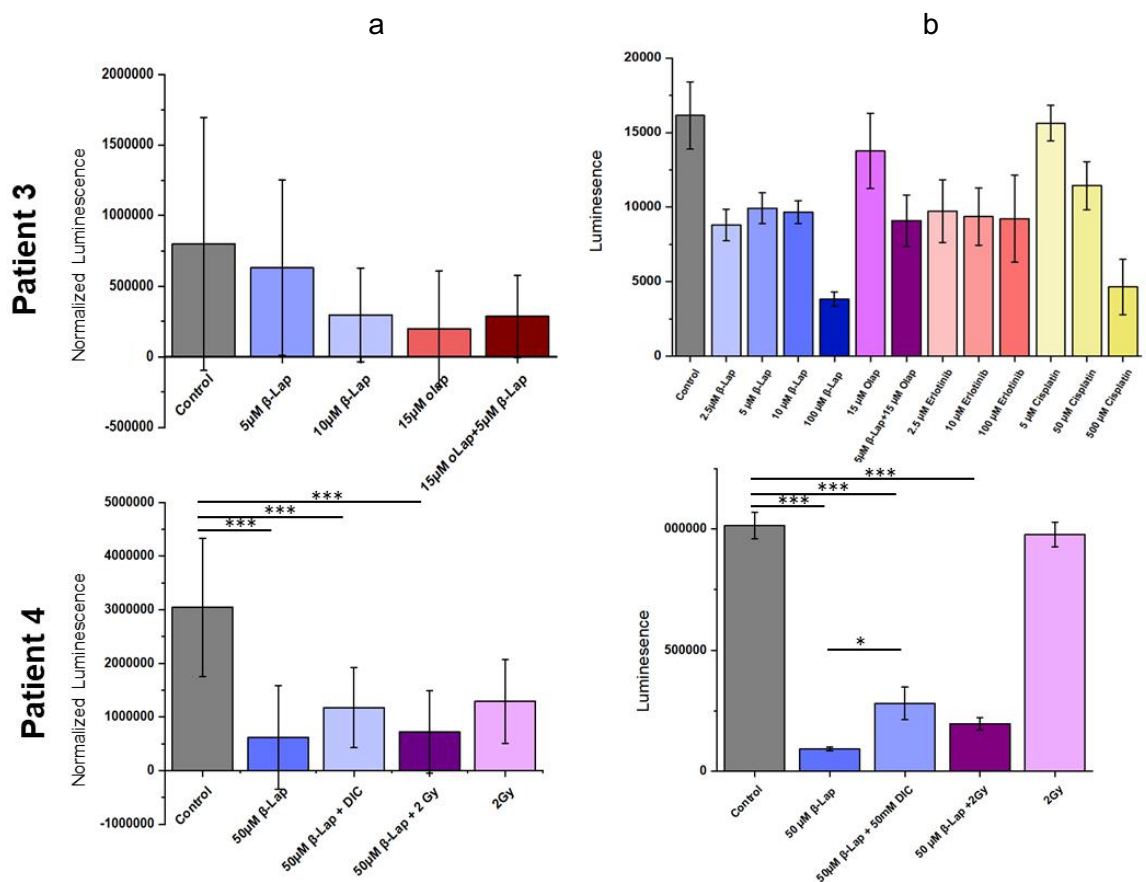 a
b
Patient 3
Normalized Luminescence
2000000
1500000
1000000
500000
0
-500000
Control
5µM β-Lap
10µM β-Lap
15µM olap
15µM oLap+5µM β-Lap
Luminesence
20000
15000
10000
5000
0
Control
2.5µM β-Lap
5 µM β-Lap
10 µM β-Lap
100 µM β-Lap
15 µM Olap
5µM β-Lap+15 µM Olap
2.5 µM Erlotinib
10 µM Erlotinib
100 µM Erlotinib
5 µM Cisplatin
50 µM Cisplatin
500 µM Cisplatin
Patient 4
Normalized Luminescence
5000000
4000000
3000000
2000000
1000000
0
-1000000
***
***
***
Control
50µM β-Lap
50µM β-Lap + DIC
50µM β-Lap + 2 Gy
2Gy
Luminesence
000000
500000
0
***
***
***
*
Control
50 µM β-Lap
50µM β-Lap + 50mM DIC
50 µM β-Lap +2Gy
2Gy